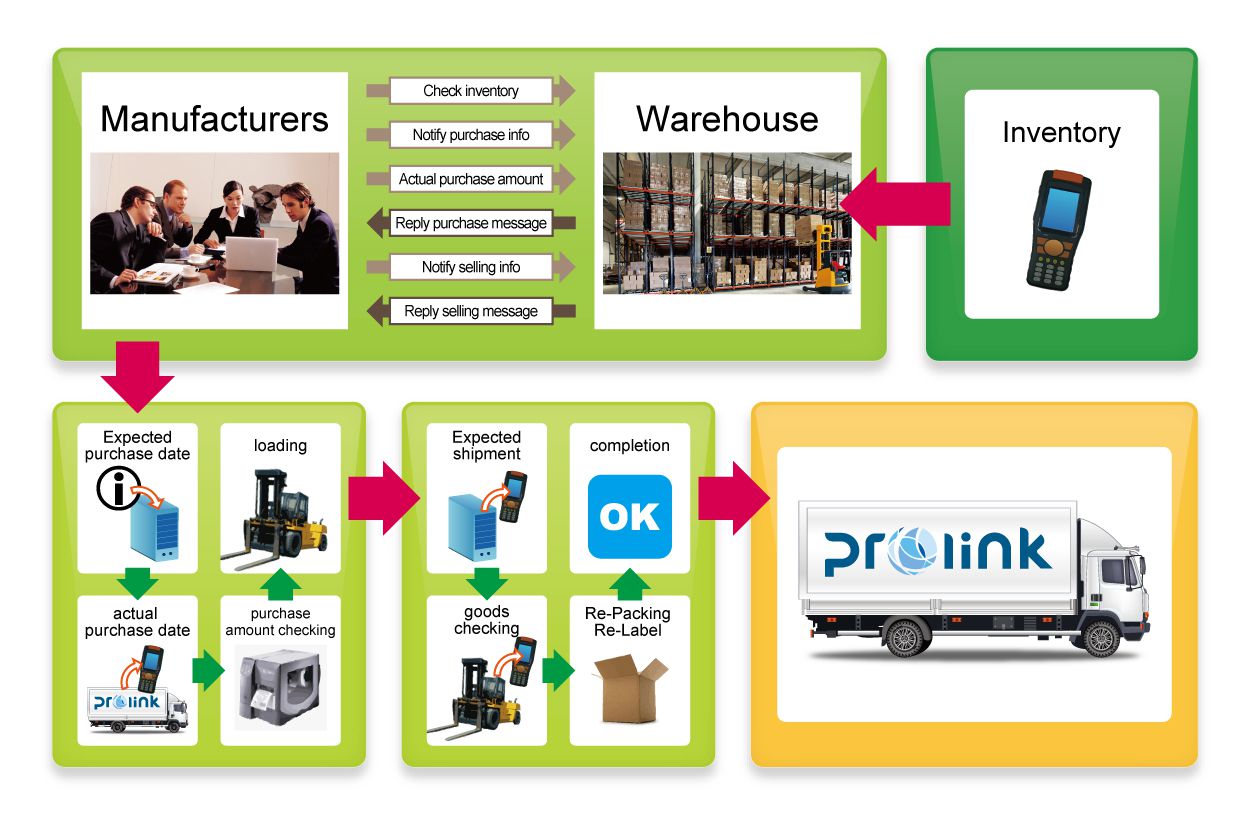 Manufacturers
Check inventory
Notify purchase info
Actual purchase amount
Reply purchase message
Notify selling info
Reply selling message
Warehouse
Inventory
Expected
purchase date
i
loading
actual
purchase date
prolink
purchase
amount checking
Expected
shipment
completion
OK
goods
checking
Re-Packing
Re-Label
prolink